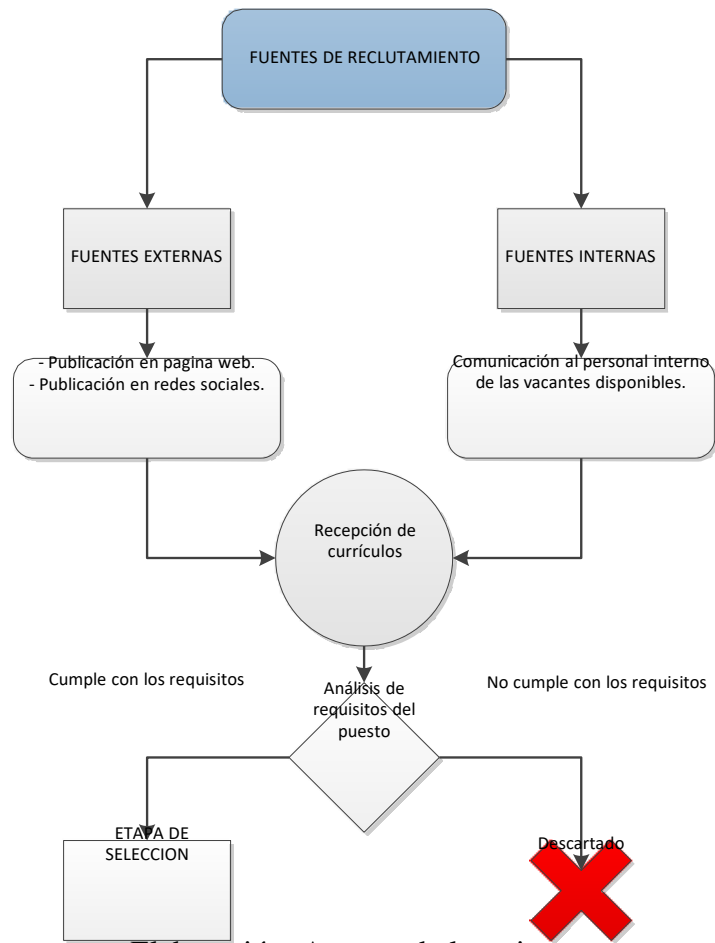 FUENTES DE RECLUTAMIENTO
FUENTES EXTERNAS
FUENTES INTERNAS
- Publicación en pagina web.
- Publicación en redes sociales.
Comunicación al personal interno
de las vacantes disponibles.
Recepción de
currículos
Cumple con los requisitos
No cumple con los requisitos
Análisis de
requisitos del
puesto
ETAPA DE
SELECCION
Descartado